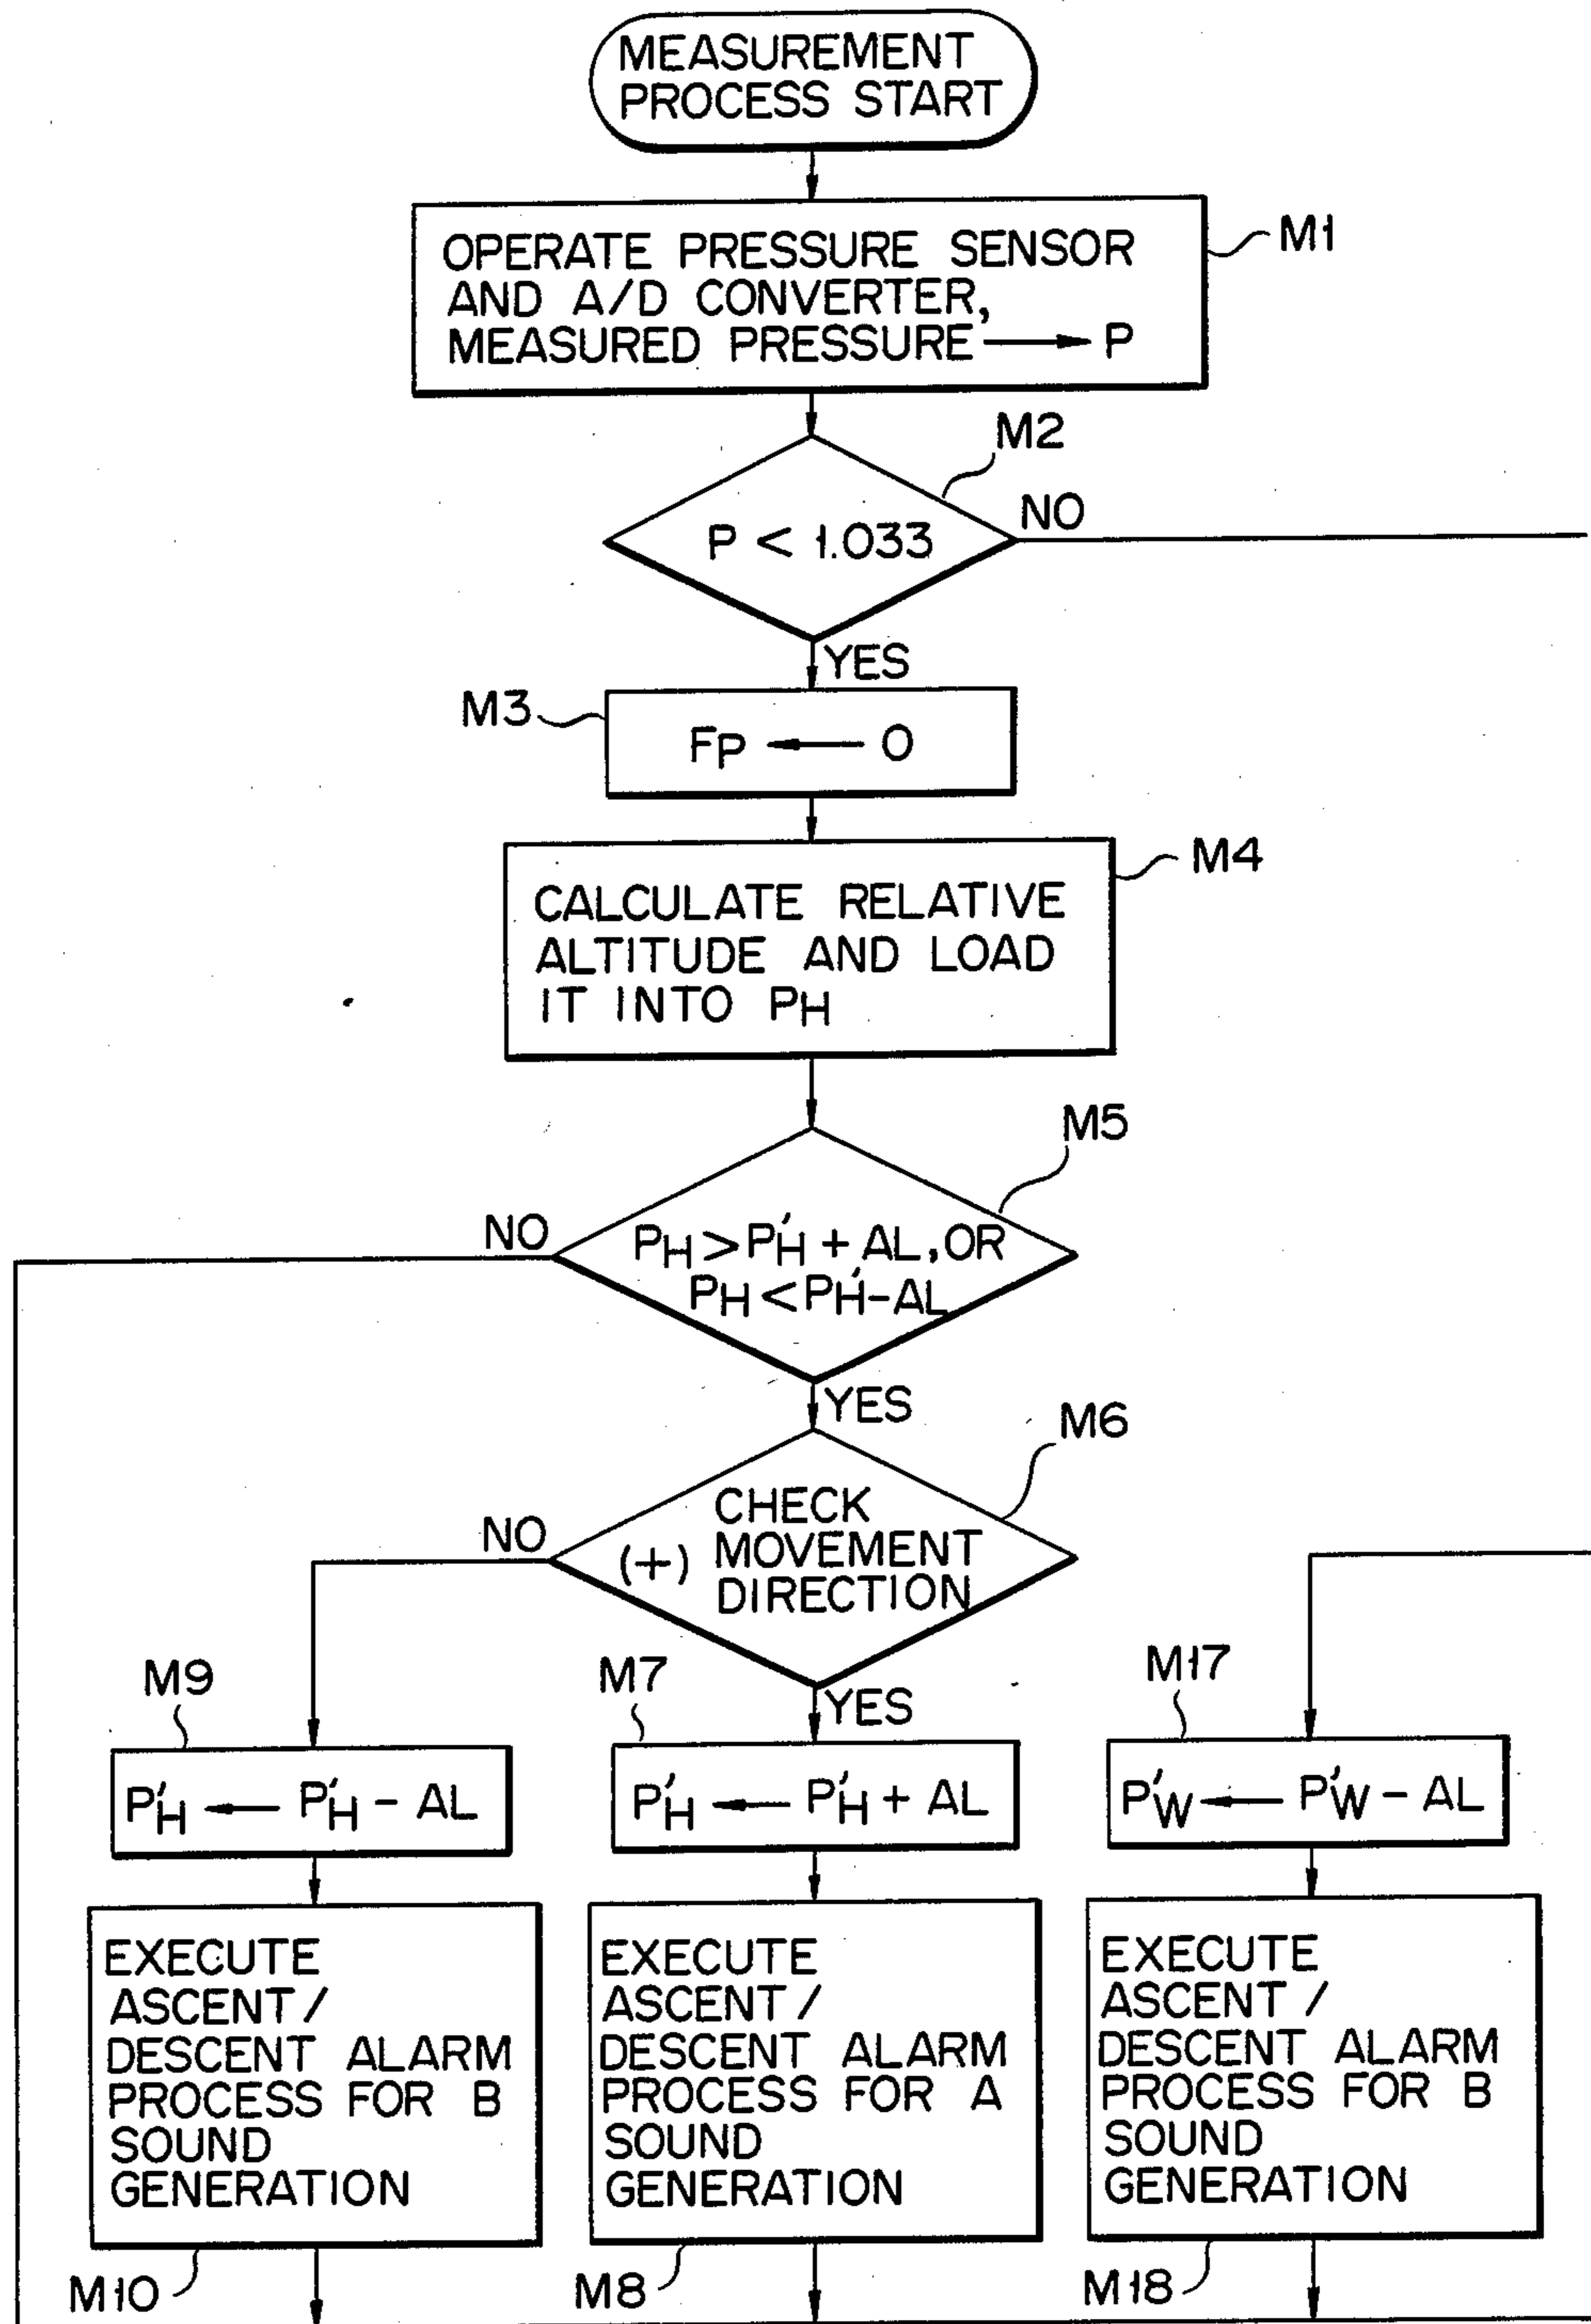 MEASUREMENT
PROCESS START
OPERATE PRESSURE SENSOR
AND A/D CONVERTER,
MEASURED PRESSURE → P
M1
M2
P < 1.033
NO
YES
M3
FP ← 0
M4
CALCULATE RELATIVE
ALTITUDE AND LOAD
IT INTO PH
M5
NO
PH > P'H + AL, OR
PH < P'H - AL
YES
M6
NO
(+)
CHECK
MOVEMENT
DIRECTION
YES
M9
P'H ← P'H - AL
M7
P'H ← P'H + AL
M17
P'W ← P'W - AL
EXECUTE
ASCENT/
DESCENT ALARM
PROCESS FOR B
SOUND
GENERATION
M10
EXECUTE
ASCENT/
DESCENT ALARM
PROCESS FOR A
SOUND
GENERATION
M8
EXECUTE
ASCENT/
DESCENT ALARM
PROCESS FOR B
SOUND
GENERATION
M18